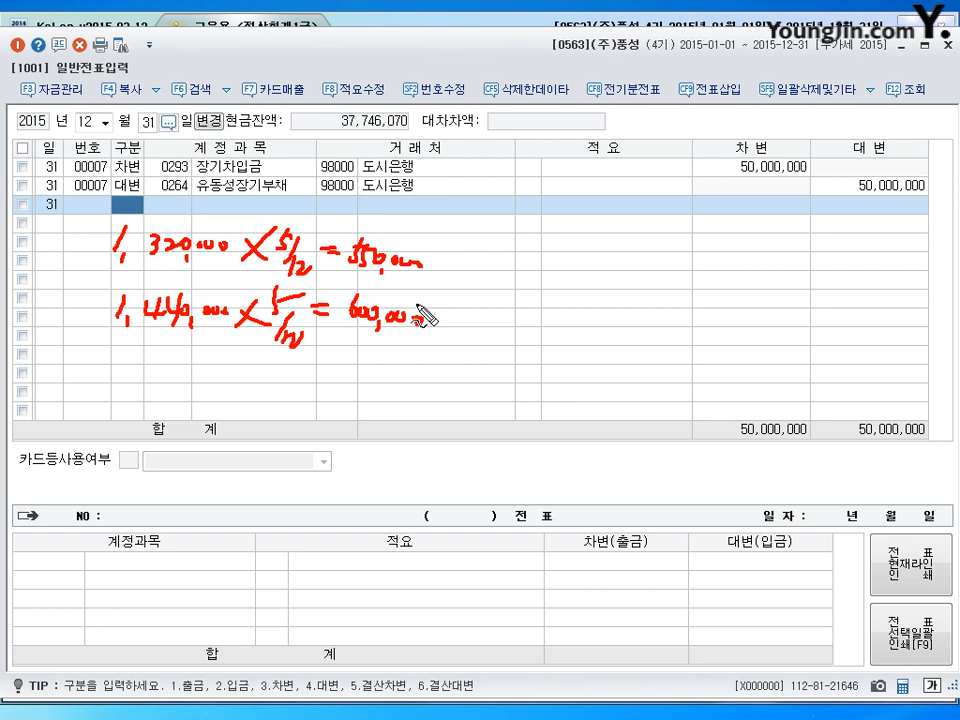 YoungJin.com Y.
[0563](주)풍성 (4기) 2015-01-01 ~ 2015-12-31 [부가세 2015]
[1001] 일반전표입력
F3 자금관리 F4 복사 F6 검색 F7 카드매출 F8 적요수정 SF2 번호수정 CF5 삭제한데이타 CF8 전기분전표 CF9 전표삽입 SF5 일괄삭제및기타 F12 조회
2015 년 12 월 31 일 변경 현금잔액: 37,746,070 대차차액:
일 번호 구분 계 정 과 목 거 래 처 적 요 차 변 대 변
31 00007 차변 0293 장기차입금 98000 도시은행 50,000,000
31 00007 대변 0264 유동성장기부채 98000 도시은행 50,000,000
31
1,320,000 X 5/12 = 550,000
1,440,000 X 5/12 = 600,000
합 계 50,000,000 50,000,000
카드등사용여부
NO : ( ) 전 표 일 자 : 년 월 일
계정과목 적요 차변(출금) 대변(입금)
전 표
현재라인
인 쇄
전 표
선택일괄
인쇄[F9]
합 계
TIP : 구분을 입력하세요. 1.출금, 2.입금, 3.차변, 4.대변, 5.결산차변, 6.결산대변 [X000000] 112-81-21646 가